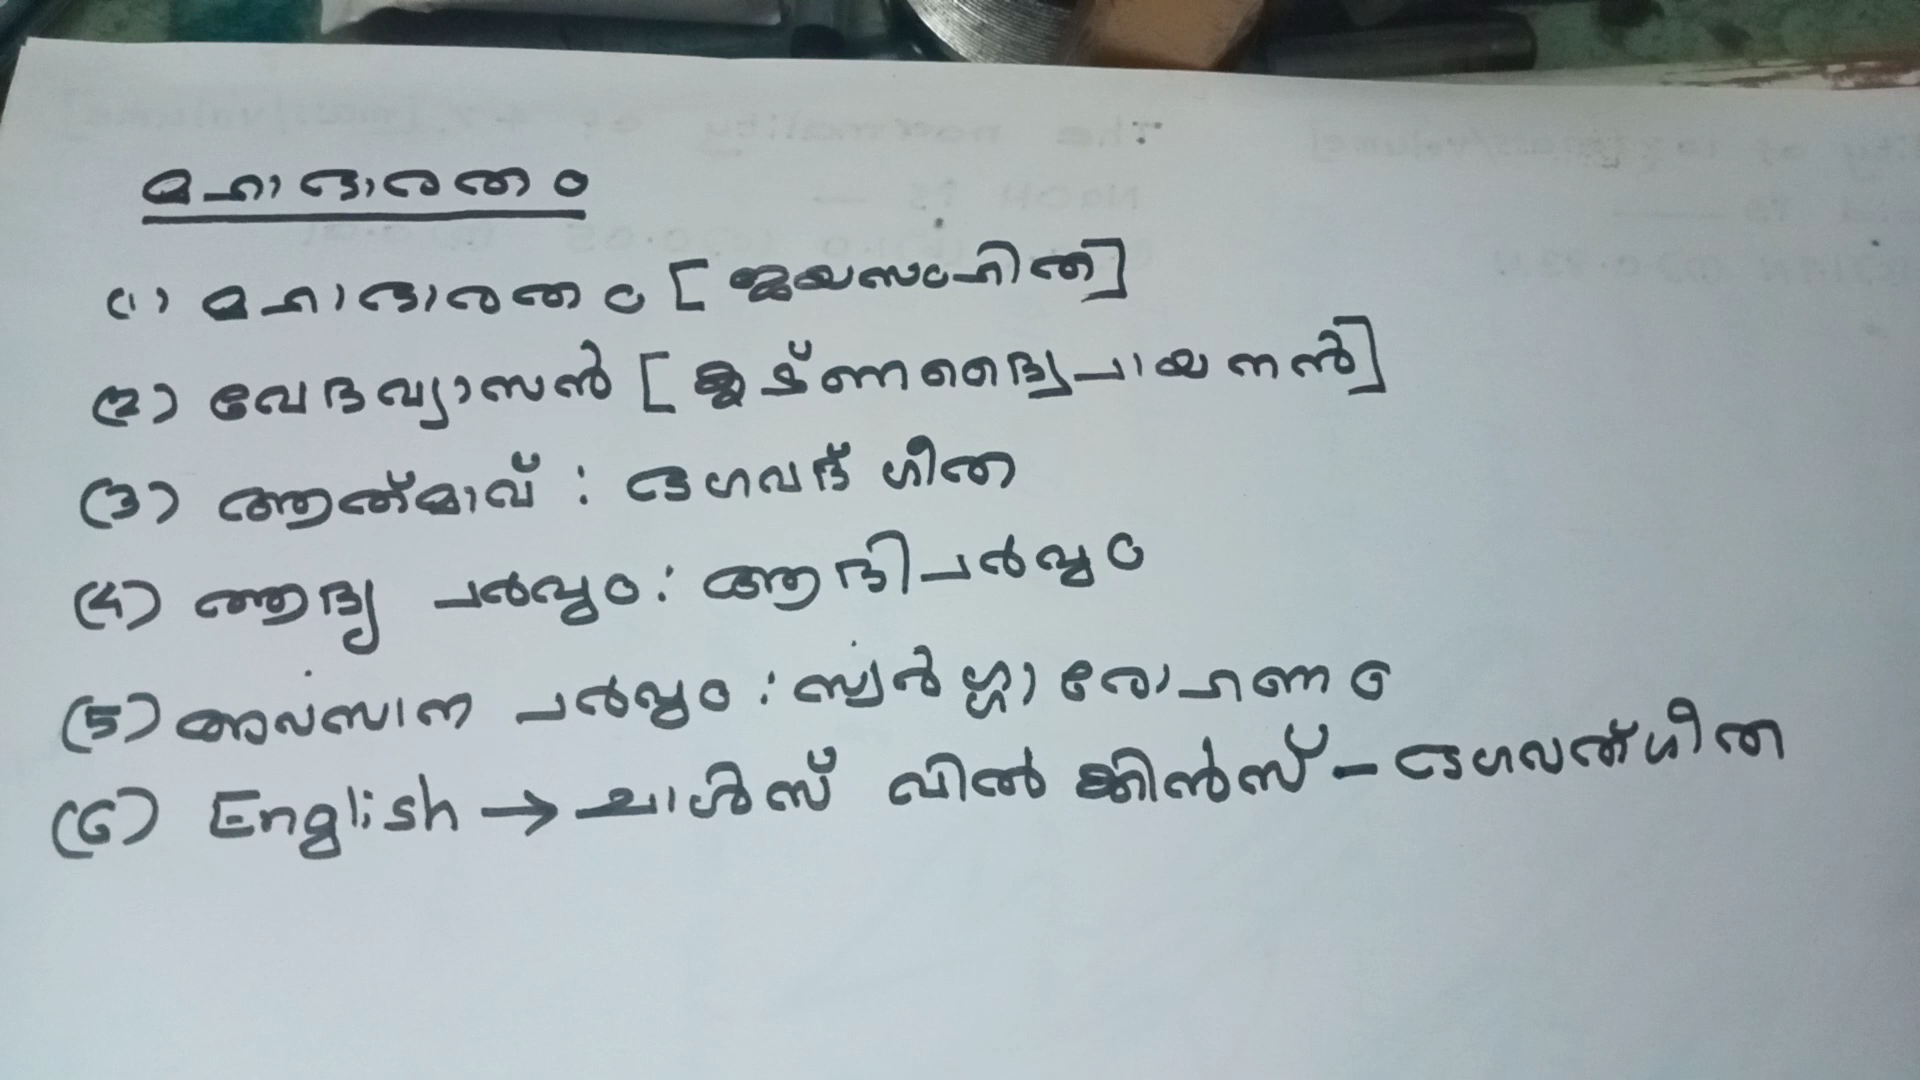 മഹാഭാരതം
(1) മഹാഭാരതം [ജയസംഹിത]
(2) വേദവ്യാസൻ [കൃഷ്ണദ്വൈപായനൻ]
(3) ആത്മാവ് : ഭഗവദ് ഗീത
(4) ആദ്യ പർവ്വം : ആദിപർവ്വം
(5) അവസാന പർവ്വം : സ്വർഗ്ഗാരോഹണം
(6) English → ചാൾസ് വിൽക്കിൻസ് - ഭഗവത്ഗീത